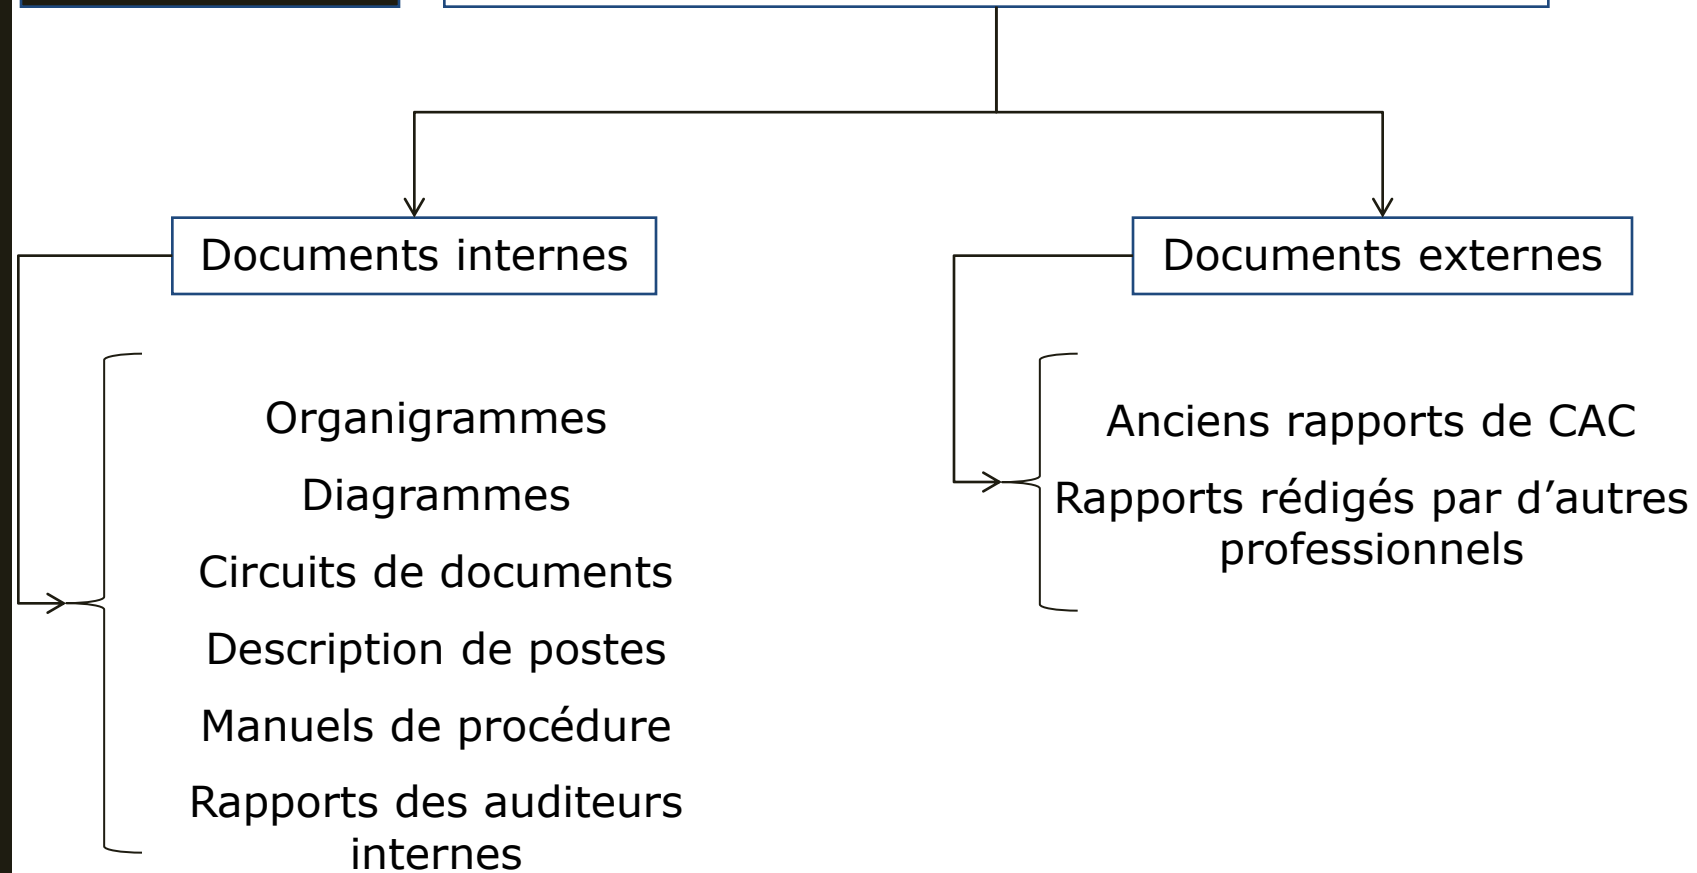 Documents internes
Documents externes
Organigrammes
Diagrammes
Circuits de documents
Description de postes
Manuels de procédure
Rapports des auditeurs
internes
Anciens rapports de CAC
Rapports rédigés par d’autres
professionnels